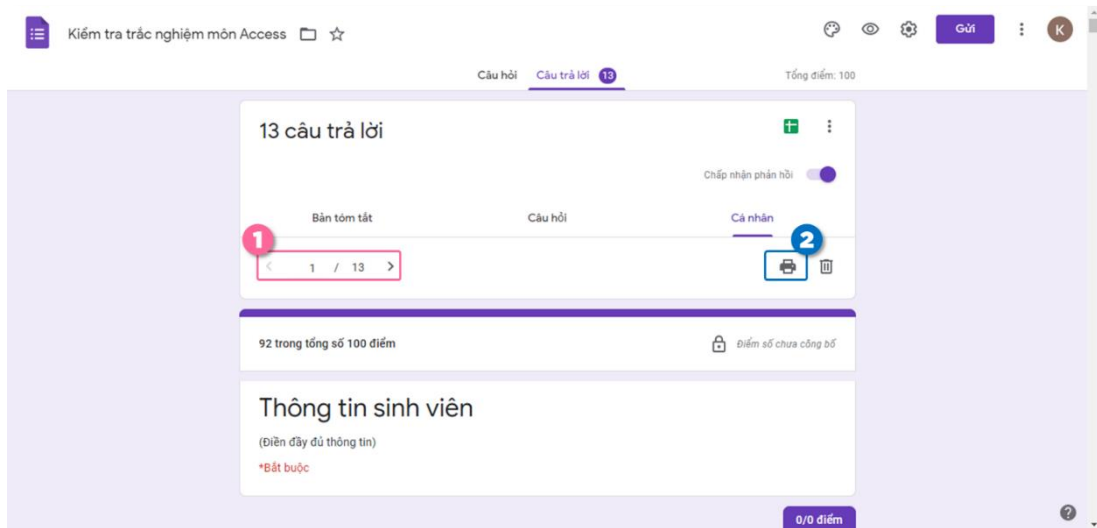 Kiểm tra trắc nghiệm môn Access
Gửi
K
Câu hỏi Câu trả lời 13
Tổng điểm: 100
13 câu trả lời
Chấp nhận phản hồi
Bản tóm tắt
Câu hỏi
Cá nhân
1
2
1 / 13
92 trong tổng số 100 điểm
Điểm số chưa công bố
Thông tin sinh viên
(Điền đầy đủ thông tin)
*Bắt buộc
0/0 điểm